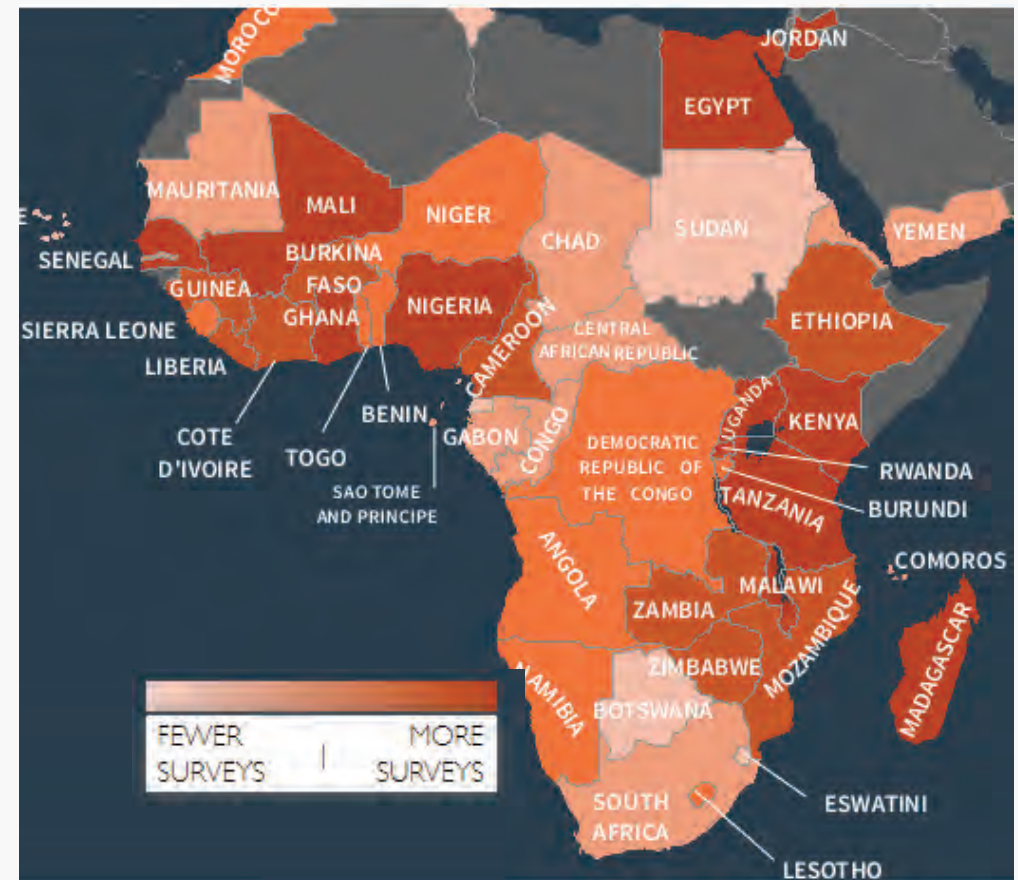 MOROCC
JORDAN
EGYPT
MAURITANIA
MALI
NIGER
CHAD
SUDAN
YEMEN
E
SENEGAL
BURKINA
FASO
GUINEA
GHANA
NIGERIA
CAMEROON
CENTRAL
AFRICAN REPUBLIC
ETHIOPIA
SIERRA LEONE
LIBERIA
COTE
D'IVOIRE
TOGO
BENIN
SAO TOME
AND PRINCIPE
GABON
CONGO
DEMOCRATIC
REPUBLIC OF
THE CONGO
UGANDA
KENYA
RWANDA
BURUNDI
TANZANIA
COMOROS
ANGOLA
ZAMBIA
MALAWI
MOZAMBIQUE
MADAGASCAR
ZIMBABWE
NAMIBIA
BOTSWANA
SOUTH
AFRICA
ESWATINI
LESOTHO
FEWER
SURVEYS
|
MORE
SURVEYS